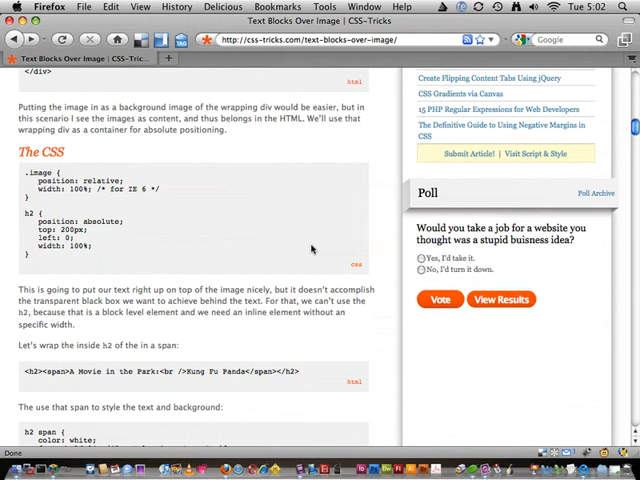 Firefox File Edit View History Delicious Bookmarks Tools Window Help Tue 5:02
Text Blocks Over Image | CSS-Tricks
http://css-tricks.com/text-blocks-over-image/
Google
Text Blocks Over Image | CSS-Tric...
</div>
html
Putting the image in as a background image of the wrapping div would be easier, but in
this scenario I see the images as content, and thus belongs in the HTML. We'll use that
wrapping div as a container for absolute positioning.
The CSS
.image {
position: relative;
width: 100%; /* for IE 6 */
}
h2 {
position: absolute;
top: 200px;
left: 0;
width: 100%;
}
css
This is going to put our text right up on top of the image nicely, but it doesn't accomplish
the transparent black box we want to achieve behind the text. For that, we can't use the
h2, because that is a block level element and we need an inline element without an
specific width.
Let's wrap the inside h2 of the in a span:
<h2><span>A Movie in the Park:<br />Kung Fu Panda</span></h2>
html
The use that span to style the text and background:
h2 span {
color: white;
Create Flipping Content Tabs Using jQuery
CSS Gradients via Canvas
15 PHP Regular Expressions for Web Developers
The Definitive Guide to Using Negative Margins in
CSS
Submit Article! | Visit Script & Style
Poll
Poll Archive
Would you take a job for a website you
thought was a stupid buisness idea?
Yes, I'd take it.
No, I'd turn it down.
Vote
View Results
Done